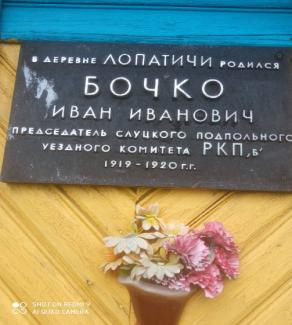 В ДЕРЕВНЕ ЛОПАТИЧИ РОДИЛСЯ
БОЧКО
ИВАН ИВАНОВИЧ
ПРЕДСЕДАТЕЛЬ СЛУЦКОГО ПОДПОЛЬНОГО
УЕЗДНОГО КОМИТЕТА РКП„Б"
1919-1920 г.г.
SHOT ON REDMI 9
AI QUAD CAMERA